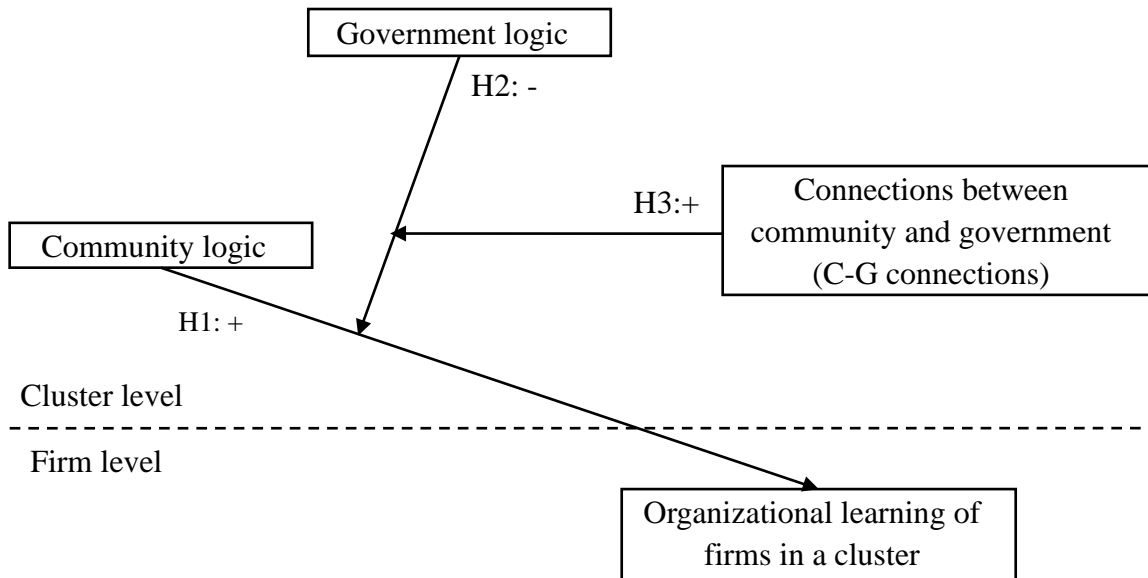 Government logic
H2: -
H3:+
Connections between
community and government
(C-G connections)
Community logic
H1: +
Cluster level
Firm level
Organizational learning of
firms in a cluster